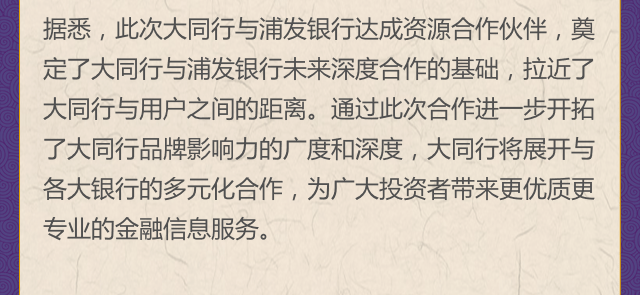 据悉，此次大同行与浦发银行达成资源合作伙伴，奠
定了大同行与浦发银行未来深度合作的基础，拉近了
大同行与用户之间的距离。通过此次合作进一步开拓
了大同行品牌影响力的广度和深度，大同行将展开与
各大银行的多元化合作，为广大投资者带来更优质更
专业的金融信息服务。